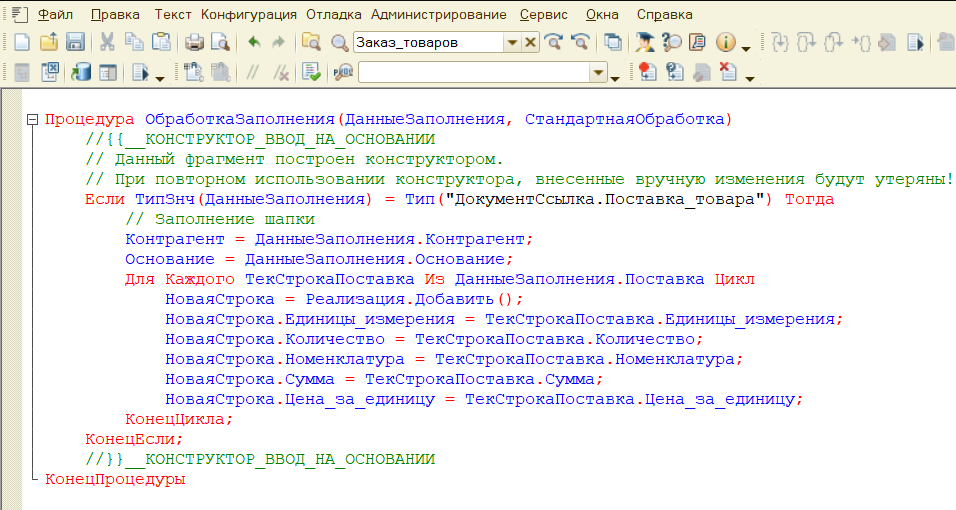 Файл Правка Текст Конфигурация Отладка Администрирование Сервис Окна Справка
Заказ_товаров
Процедура ОбработкаЗаполнения(ДанныеЗаполнения, СтандартнаяОбработка)
//{{__КОНСТРУКТОР_ВВОД_НА_ОСНОВАНИИ
// Данный фрагмент построен конструктором.
// При повторном использовании конструктора, внесенные вручную изменения будут утеряны!
Если ТипЗнч(ДанныеЗаполнения) = Тип("ДокументСсылка.Поставка_товара") Тогда
// Заполнение шапки
Контрагент = ДанныеЗаполнения.Контрагент;
Основание = ДанныеЗаполнения.Основание;
Для Каждого ТекСтрокаПоставка Из ДанныеЗаполнения.Поставка Цикл
НоваяСтрока = Реализация.Добавить();
НоваяСтрока.Единицы_измерения = ТекСтрокаПоставка.Единицы_измерения;
НоваяСтрока.Количество = ТекСтрокаПоставка.Количество;
НоваяСтрока.Номенклатура = ТекСтрокаПоставка.Номенклатура;
НоваяСтрока.Сумма = ТекСтрокаПоставка.Сумма;
НоваяСтрока.Цена_за_единицу = ТекСтрокаПоставка.Цена_за_единицу;
КонецЦикла;
КонецЕсли;
//}}__КОНСТРУКТОР_ВВОД_НА_ОСНОВАНИИ
КонецПроцедуры